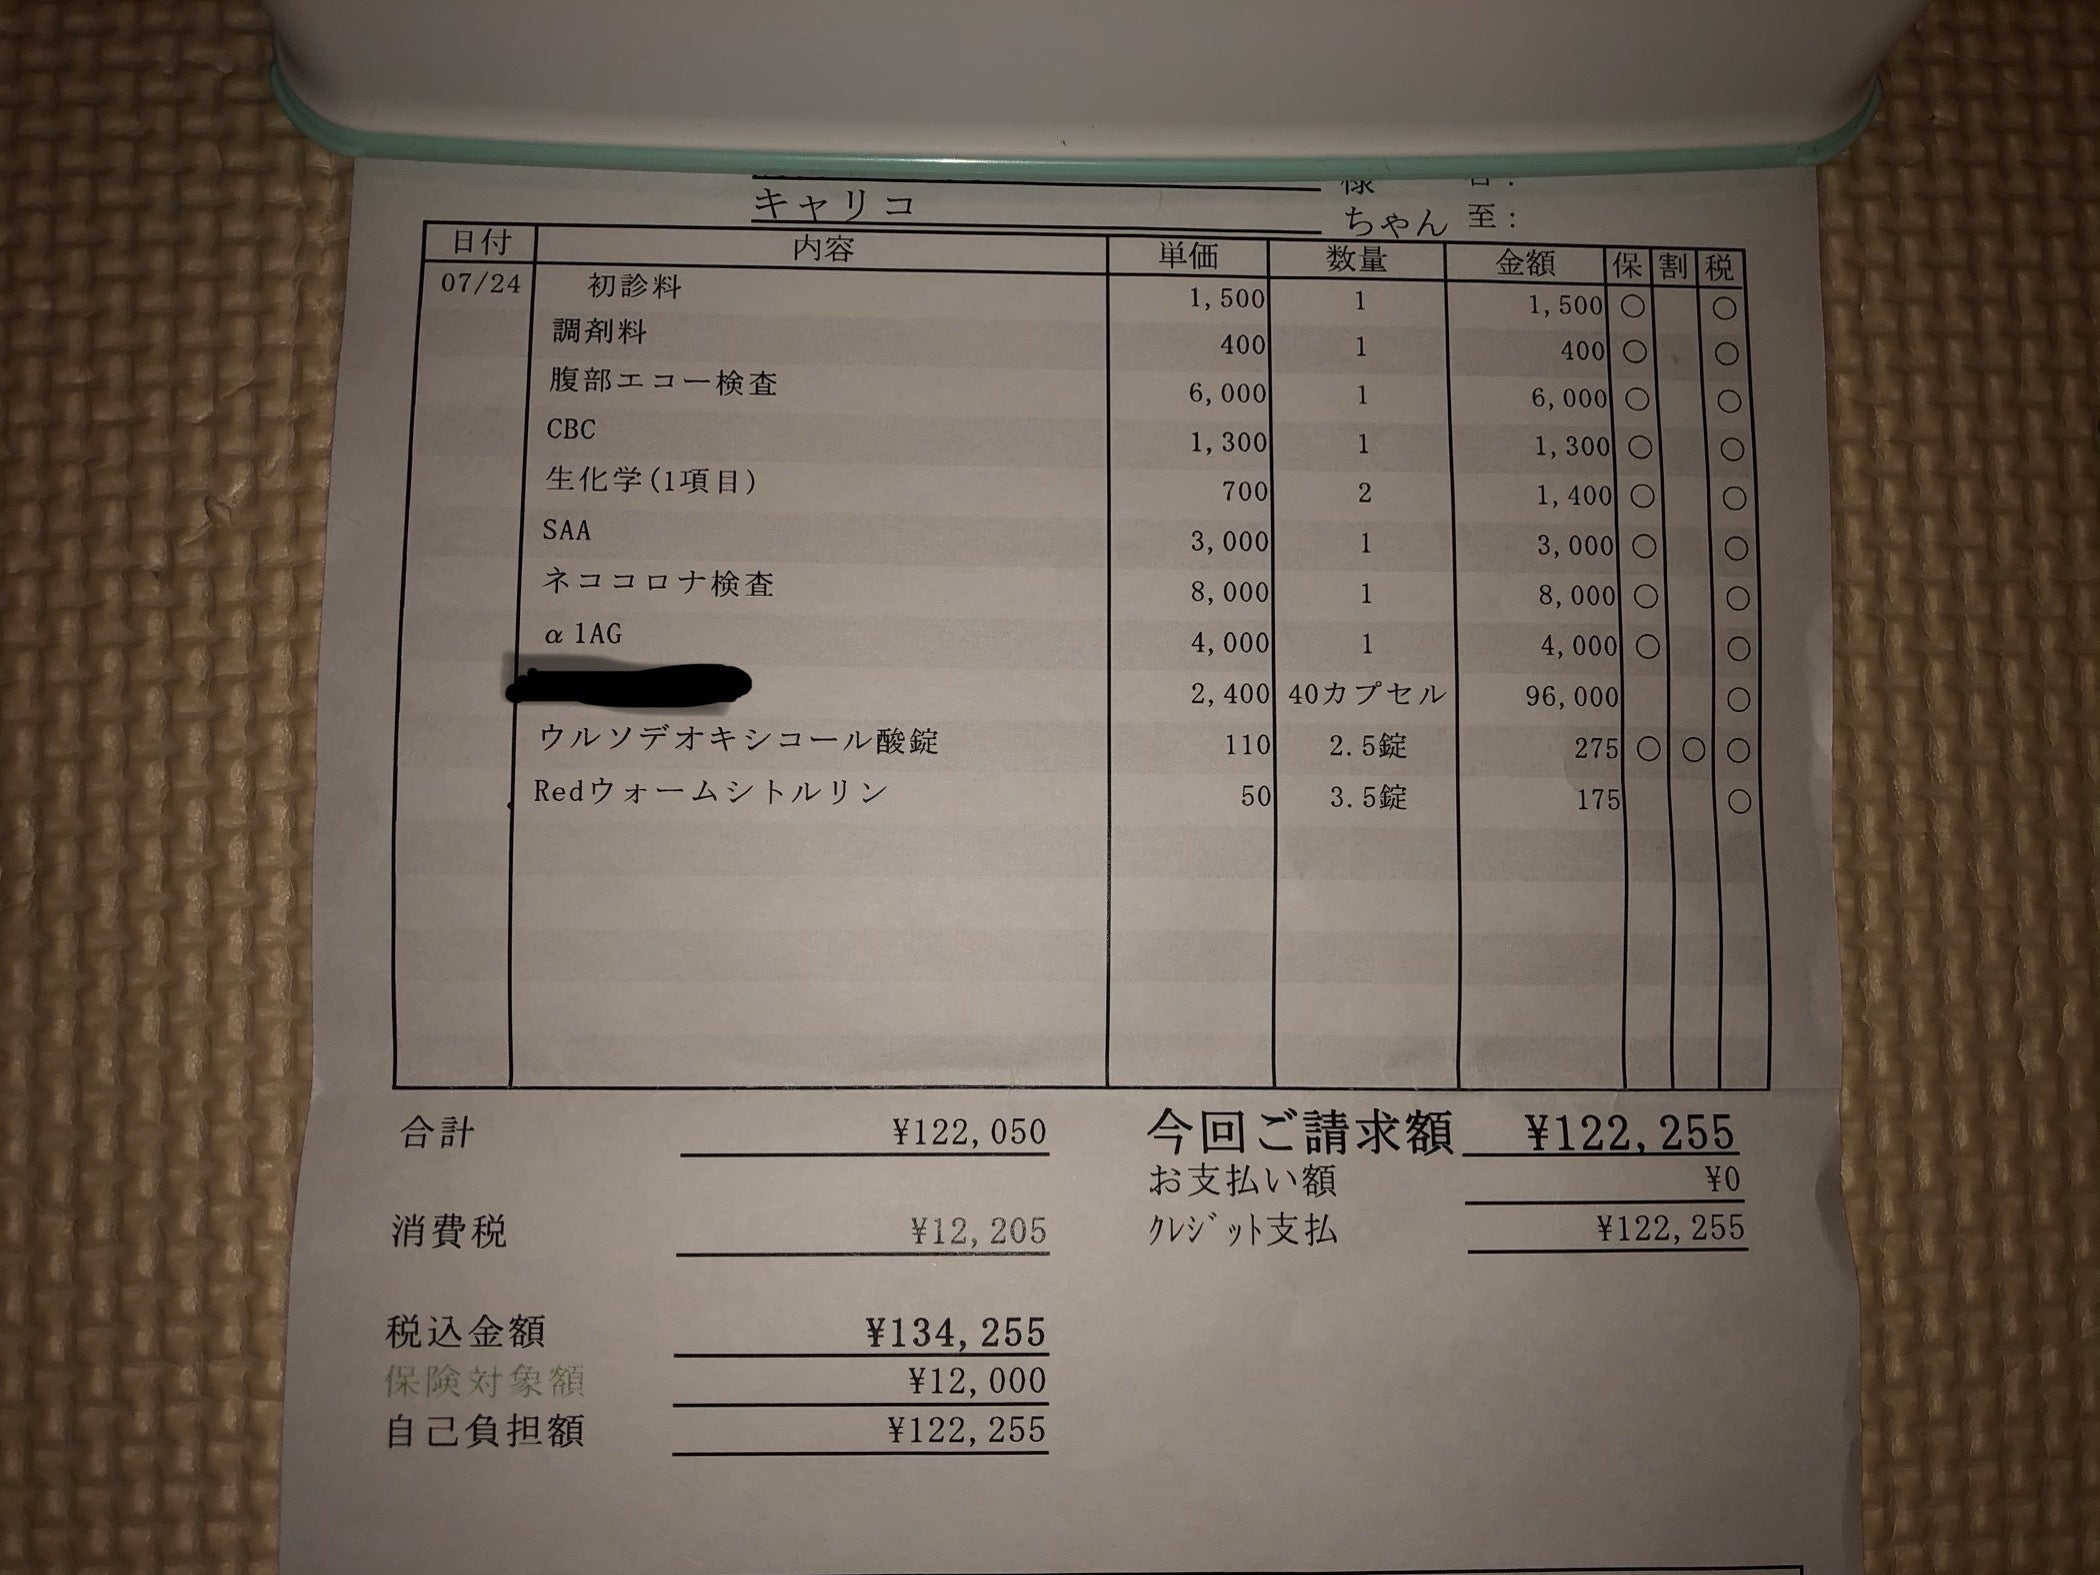 キャリコ ちゃん 至:
日付 内容 単価 数量 金額 保 割 税
07/24 初診料 1,500 1 1,500 ○ ○
調剤料 400 1 400 ○ ○
腹部エコー検査 6,000 1 6,000 ○ ○
CBC 1,300 1 1,300 ○ ○
生化学(1項目) 700 2 1,400 ○ ○
SAA 3,000 1 3,000 ○ ○
ネココロナ検査 8,000 1 8,000 ○ ○
α1AG 4,000 1 4,000 ○ ○
2,400 40カプセル 96,000 ○
ウルソデオキシコール酸錠 110 2.5錠 275 ○ ○ ○
Redウォームシトルリン 50 3.5錠 175 ○
合計 ¥122,050 今回ご請求額 ¥122,255
お支払い額 ¥0
消費税 ¥12,205 ｸﾚｼﾞｯﾄ支払 ¥122,255
税込金額 ¥134,255
保険対象額 ¥12,000
自己負担額 ¥122,255